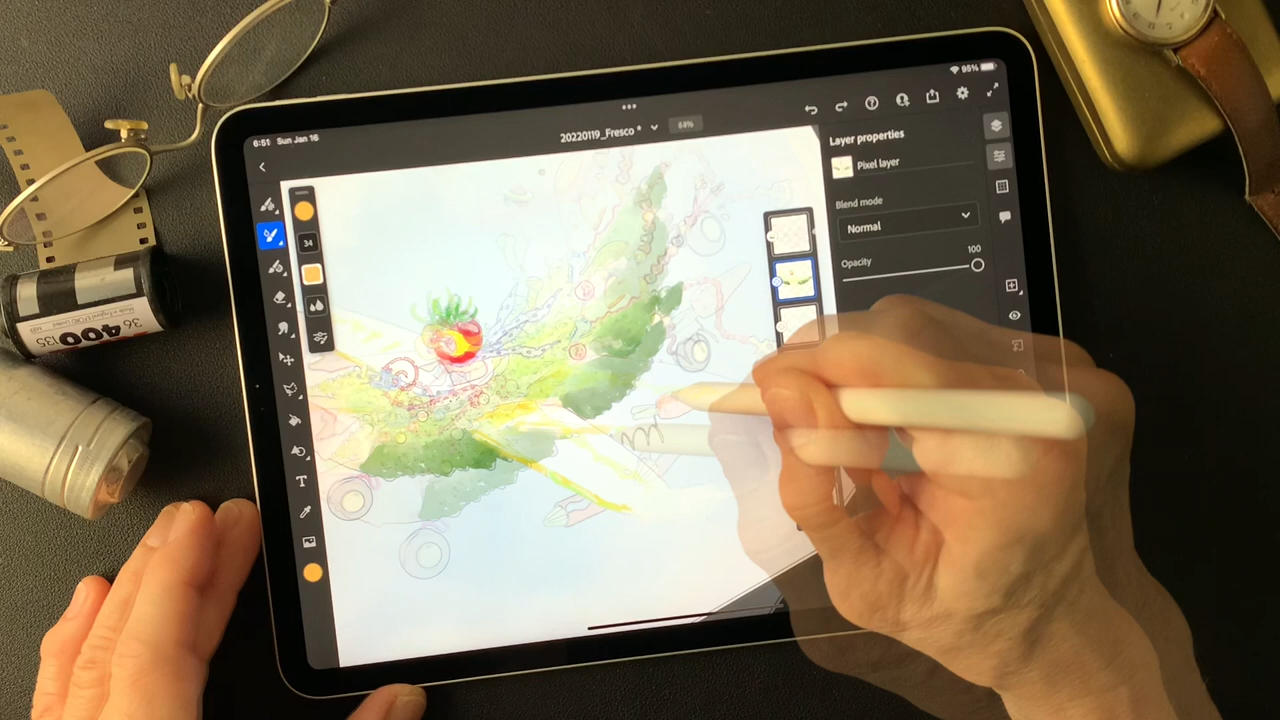 6:51 Sun Jan 16
95%
20220119_Fresco *
68%
Layer properties
Pixel layer
Blend mode
Normal
Opacity
100
34
T
400
36
135